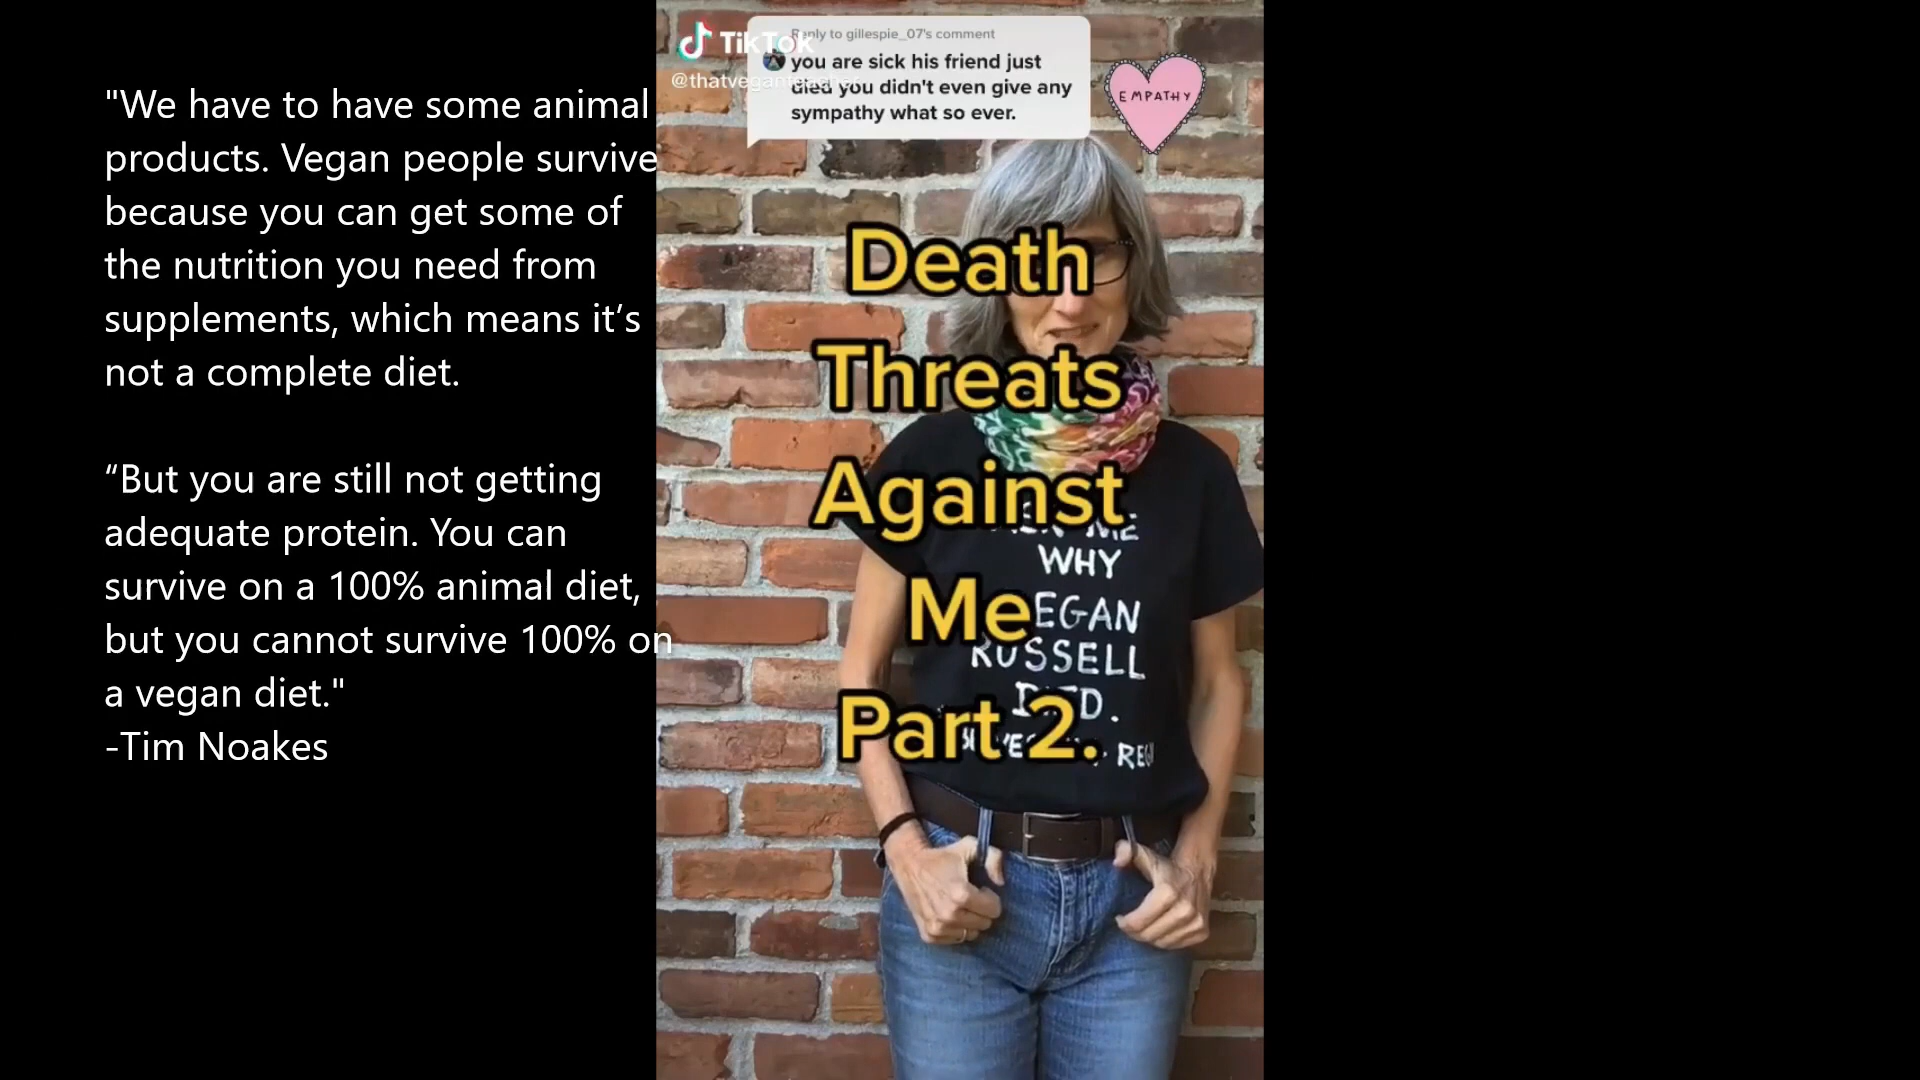 "We have to have some animal
products. Vegan people survive
because you can get some of
the nutrition you need from
supplements, which means it’s
not a complete diet.
“But you are still not getting
adequate protein. You can
survive on a 100% animal diet,
but you cannot survive 100% on
a vegan diet."
-Tim Noakes
TikTok
@thatveganteacher
Reply to gillespie_07's comment
you are sick his friend just
died you didn't even give any
sympathy what so ever.
EMPATHY
Death
Threats
Against
Me
Part 2.
ME
WHY
EGAN
RUSSELL
DIED.